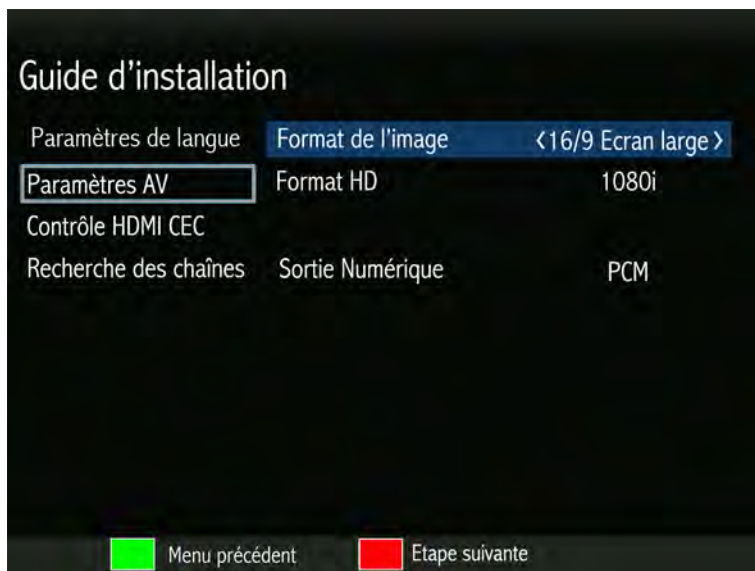 Guide d'installation
Paramètres de langue Format de l'image <16/9 Ecran large>
Paramètres AV Format HD 1080i
Contrôle HDMI CEC
Recherche des chaînes Sortie Numérique PCM
Menu précédent Etape suivante